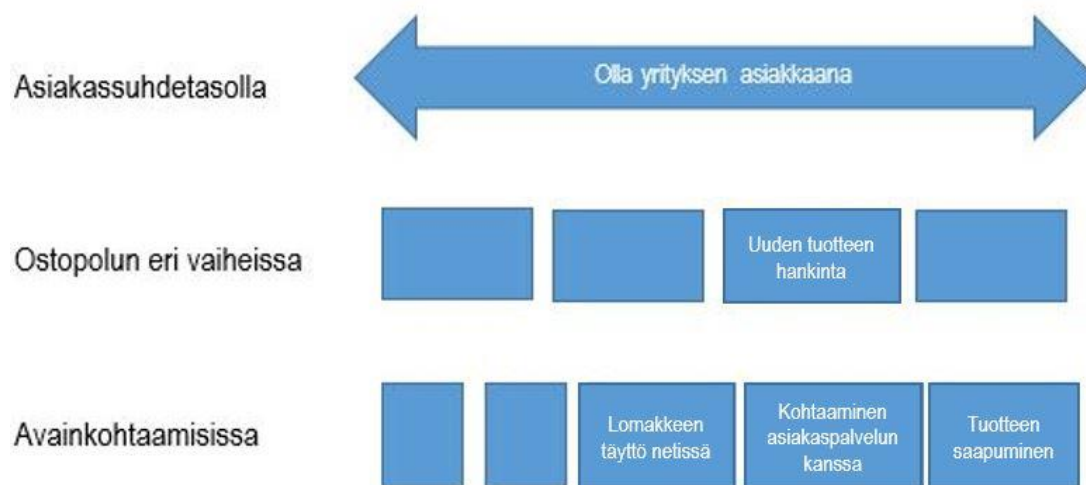 Asiakassuhdetasolla
Olla yrityksen asiakkaana
Ostopolun eri vaiheissa
Uuden tuotteen
hankinta
Avainkohtaamisissa
Lomakkeen
täyttö netissä
Kohtaaminen
asiakaspalvelun
kanssa
Tuotteen
saapuminen